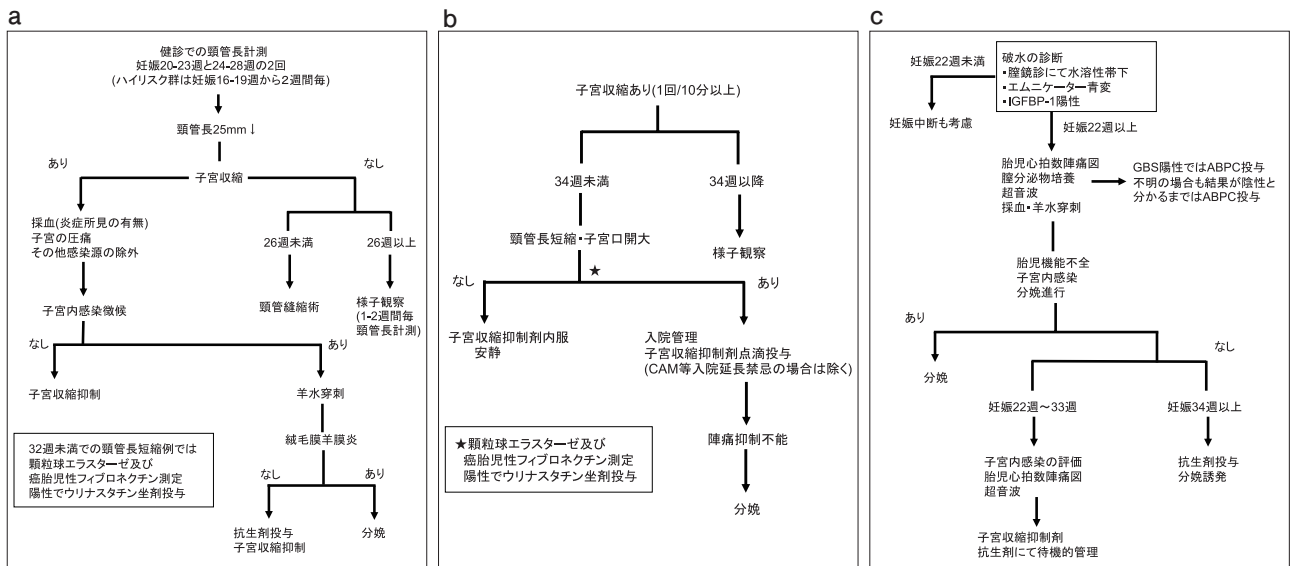 a
健診での頸管長計測
妊娠20-23週と24-28週の2回
(ハイリスク群は妊娠16-19週から2週間毎)
頸管長25mm↓
あり
なし
子宮収縮
採血(炎症所見の有無)
子宮の圧痛
その他感染源の除外
26週未満
26週以上
子宮内感染徴候
頸管縫縮術
様子観察
(1-2週間毎
頸管長計測)
なし
あり
子宮収縮抑制
羊水穿刺
絨毛膜羊膜炎
なし
あり
抗生剤投与
子宮収縮抑制
分娩
32週未満での頸管長短縮例では
顆粒球エラスターゼ及び
癌胎児性フィブロネクチン測定
陽性でウリナスタチン坐剤投与
b
子宮収縮あり(1回/10分以上)
34週未満
34週以降
頸管長短縮・子宮口開大
様子観察
★
なし
あり
子宮収縮抑制剤内服
安静
入院管理
子宮収縮抑制剤点滴投与
(CAM等入院延長禁忌の場合は除く)
陣痛抑制不能
★顆粒球エラスターゼ及び
癌胎児性フィブロネクチン測定
陽性でウリナスタチン坐剤投与
分娩
c
妊娠22週未満
破水の診断
・膣鏡診にて水溶性帯下
・エムニケーター青変
・IGFBP-1陽性
妊娠中断も考慮
妊娠22週以上
胎児心拍数陣痛図
膣分泌物培養
超音波
採血・羊水穿刺
GBS陽性ではABPC投与
不明の場合も結果が陰性と
分かるまではABPC投与
胎児機能不全
子宮内感染
分娩進行
あり
なし
分娩
妊娠22週～33週
妊娠34週以上
子宮内感染の評価
胎児心拍数陣痛図
超音波
抗生剤投与
分娩誘発
子宮収縮抑制剤
抗生剤にて待機的管理